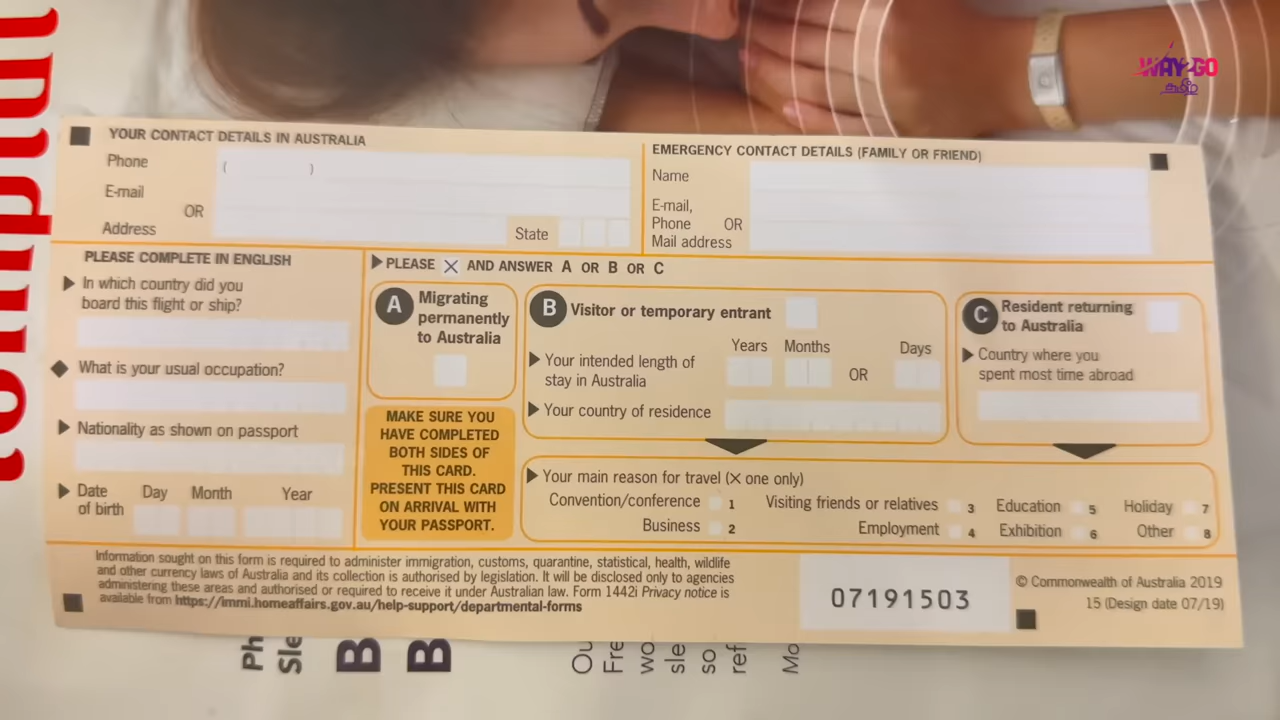 WAY2GO
தமிழ்
YOUR CONTACT DETAILS IN AUSTRALIA
Phone ( )
E-mail
OR
Address
State
EMERGENCY CONTACT DETAILS (FAMILY OR FRIEND)
Name
E-mail,
Phone OR
Mail address
PLEASE COMPLETE IN ENGLISH
In which country did you
board this flight or ship?
What is your usual occupation?
Nationality as shown on passport
Date Day Month Year
of birth
PLEASE X AND ANSWER A OR B OR C
A Migrating
permanently
to Australia
MAKE SURE YOU
HAVE COMPLETED
BOTH SIDES OF
THIS CARD.
PRESENT THIS CARD
ON ARRIVAL WITH
YOUR PASSPORT.
B Visitor or temporary entrant
Years Months Days
Your intended length of
stay in Australia
OR
Your country of residence
C Resident returning
to Australia
Country where you
spent most time abroad
Your main reason for travel (X one only)
Convention/conference 1 Visiting friends or relatives 3 Education 5 Holiday 7
Business 2 Employment 4 Exhibition 6 Other 8
Information sought on this form is required to administer immigration, customs, quarantine, statistical, health, wildlife
and other currency laws of Australia and its collection is authorised by legislation. It will be disclosed only to agencies
administering these areas and authorised or required to receive it under Australian law. Form 1442i Privacy notice is
available from https://immi.homeaffairs.gov.au/help-support/departmental-forms
07191503
© Commonwealth of Australia 2019
15 (Design date 07/19)
Ph
Sle
B
B
Ou
Fre
wo
sle
so
ref
Mo